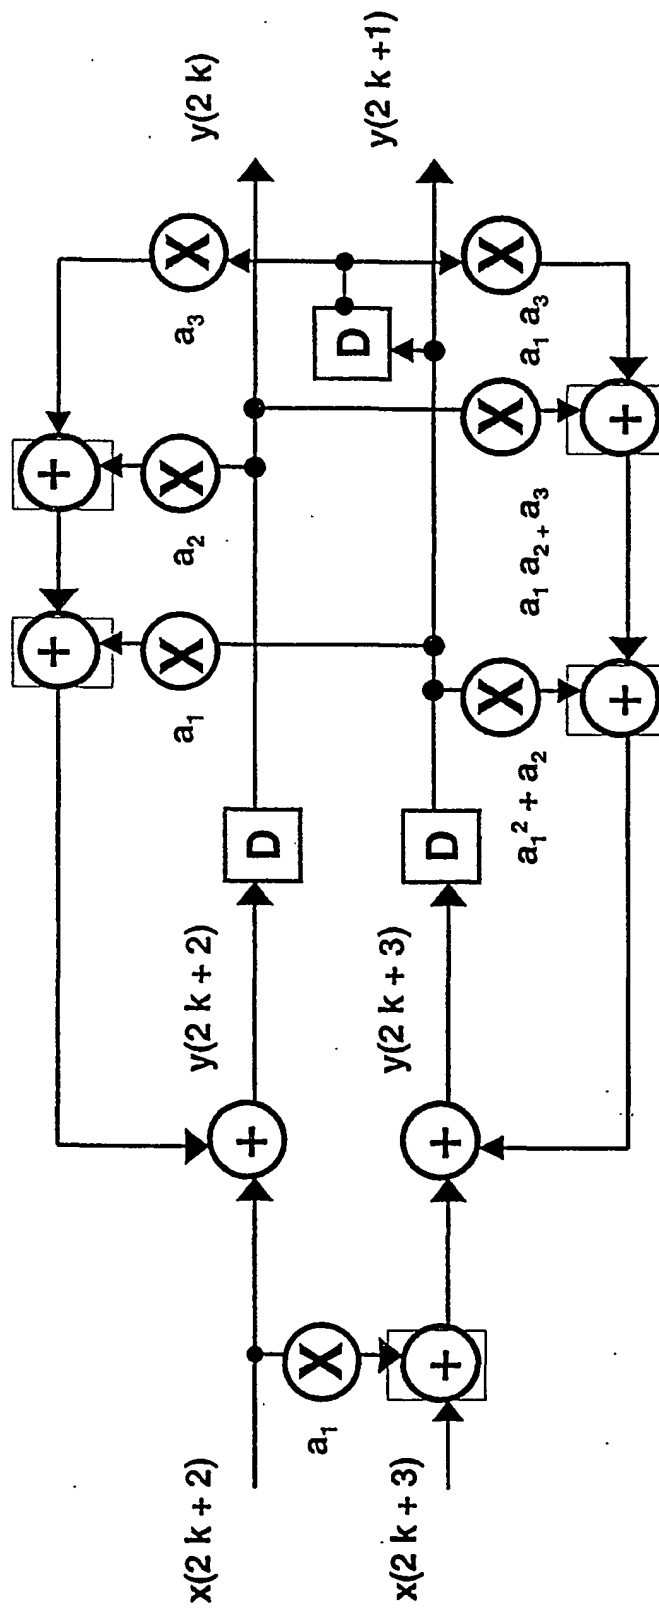 a₃
a₂
a₁
+
+
X
X
X
y(2 k)
x(2 k + 2)
+
y(2 k + 2)
D
a₁
X
D
y(2 k + 1)
x(2 k + 3)
+
+
y(2 k + 3)
D
X
X
X
a₁² + a₂
a₁ a₂ + a₃
a₁ a₃
+
+